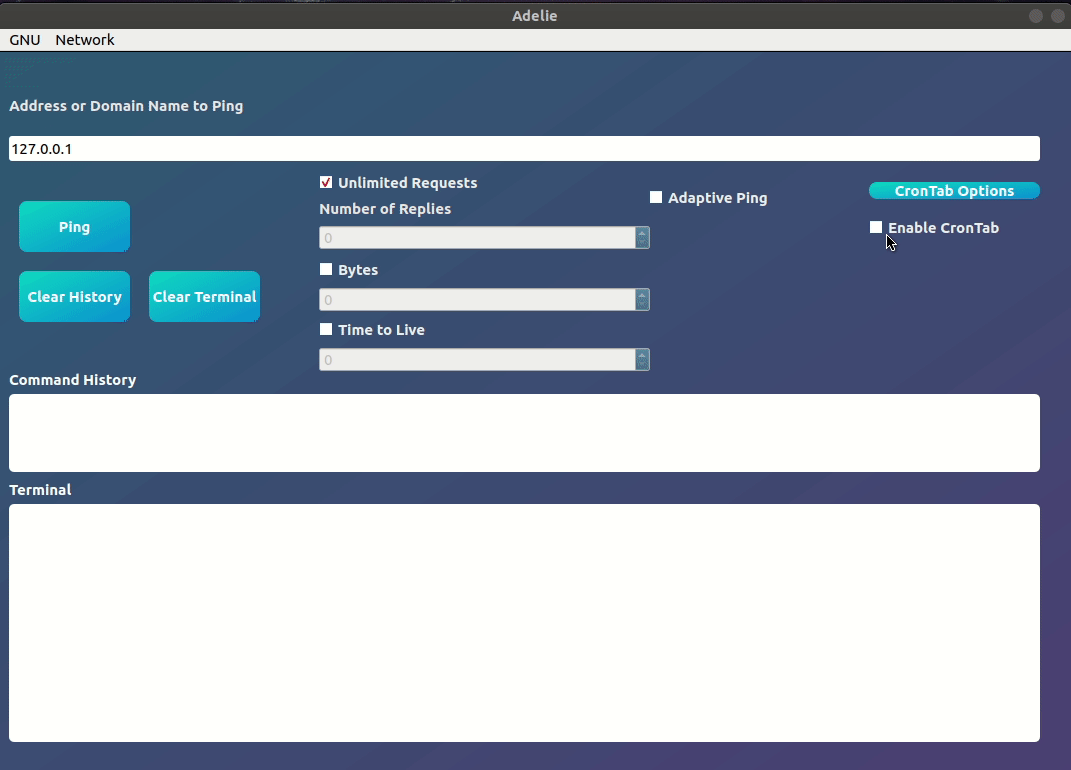 Adelie
GNU Network
Address or Domain Name to Ping
127.0.0.1
Unlimited Requests
Adaptive Ping
CronTab Options
Number of Replies
Ping
Enable CronTab
0
Bytes
Clear History
Clear Terminal
0
Time to Live
0
Command History
Terminal